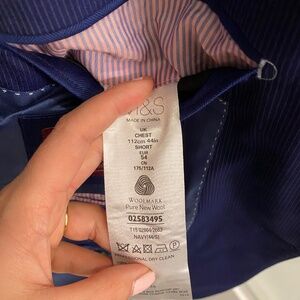 M&S
MADE IN CHINA
UK
CHEST
112cm 44in
SHORT
EUR
54
CN
175/112A
WOOLMARK
Pure New Wool
02583495
NAVY(44/S)
PROFESSIONAL DRY CLEAN